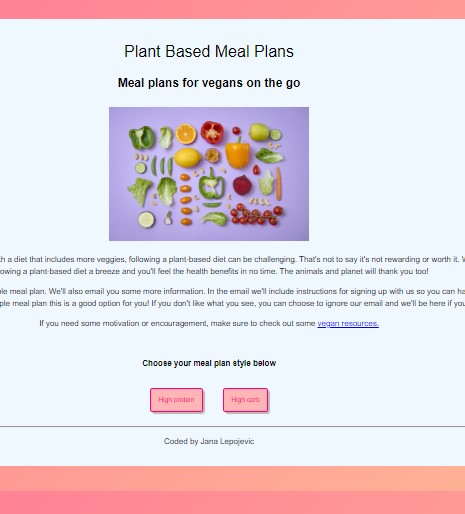 Plant Based Meal Plans
Meal plans for vegans on the go
h a diet that includes more veggies, following a plant-based diet can be challenging. That's not to say it's not rewarding or worth it. W
owing a plant-based diet a breeze and you'll feel the health benefits in no time. The animals and planet will thank you too!
le meal plan. We'll also email you some more information. In the email we'll include instructions for signing up with us so you can ha
ple meal plan this is a good option for you! If you don't like what you see, you can choose to ignore our email and we'll be here if you
If you need some motivation or encouragement, make sure to check out some vegan resources.
Choose your meal plan style below
High protein High carb
Coded by Jana Lepojevic